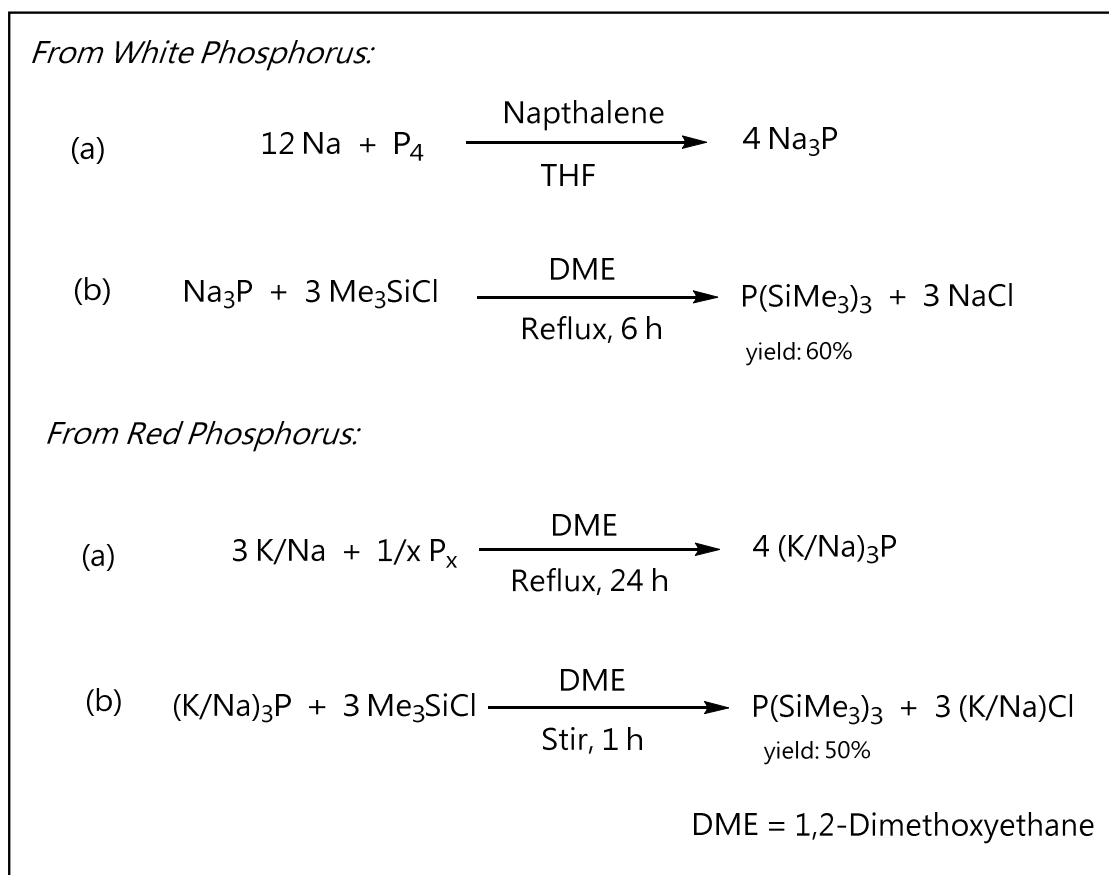 From White Phosphorus:
(a) 12 Na + P₄ Napthalene THF 4 Na₃P
(b) Na₃P + 3 Me₃SiCl DME Reflux, 6 h P(SiMe₃)₃ + 3 NaCl
yield: 60%
From Red Phosphorus:
(a) 3 K/Na + 1/x Pₓ DME Reflux, 24 h 4 (K/Na)₃P
(b) (K/Na)₃P + 3 Me₃SiCl DME Stir, 1 h P(SiMe₃)₃ + 3 (K/Na)Cl
yield: 50%
DME = 1,2-Dimethoxyethane